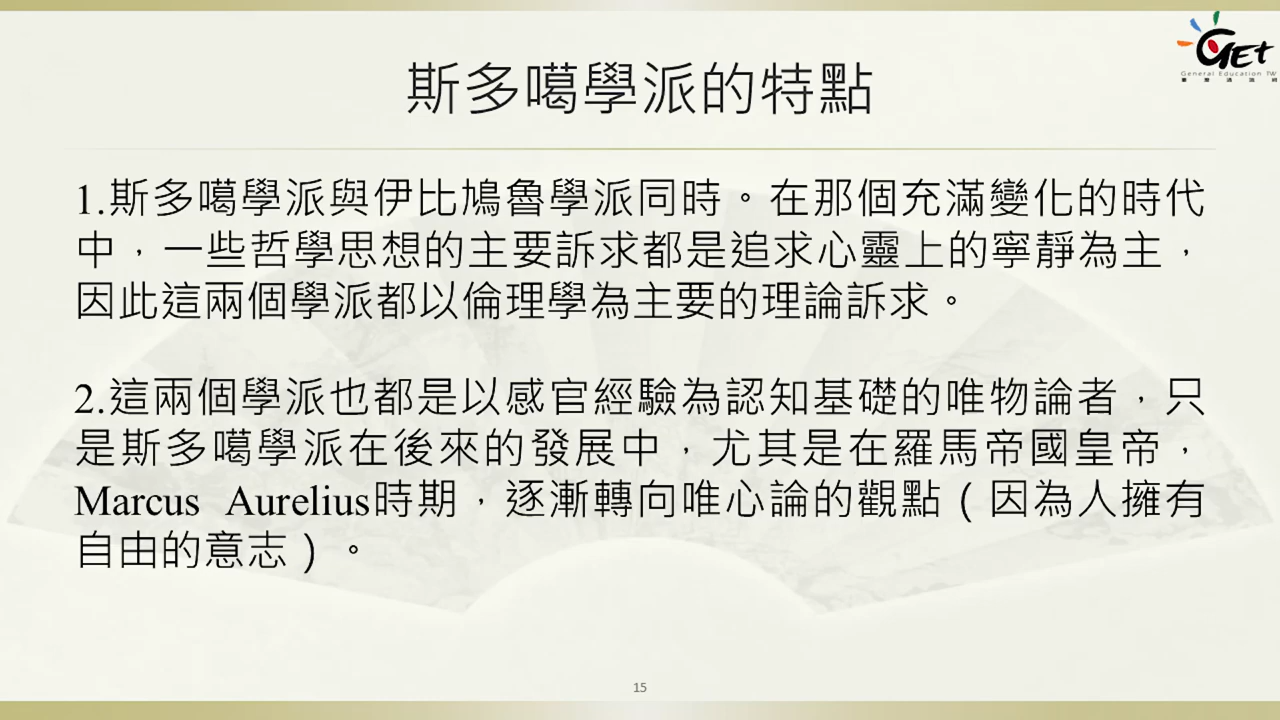 GET
General Education TW
斯多噶學派的特點
1.斯多噶學派與伊比鳩魯學派同時。在那個充滿變化的時代
中，一些哲學思想的主要訴求都是追求心靈上的寧靜為主，
因此這兩個學派都以倫理學為主要的理論訴求。
2.這兩個學派也都是以感官經驗為認知基礎的唯物論者，只
是斯多噶學派在後來的發展中，尤其是在羅馬帝國皇帝，
Marcus Aurelius時期，逐漸轉向唯心論的觀點（因為人擁有
自由的意志）。
15